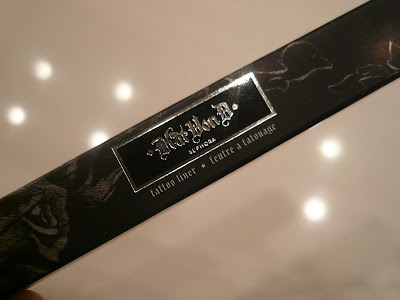 ·Kat Von D·
SEPHORA
tattoo liner ★ feutre a tatouage